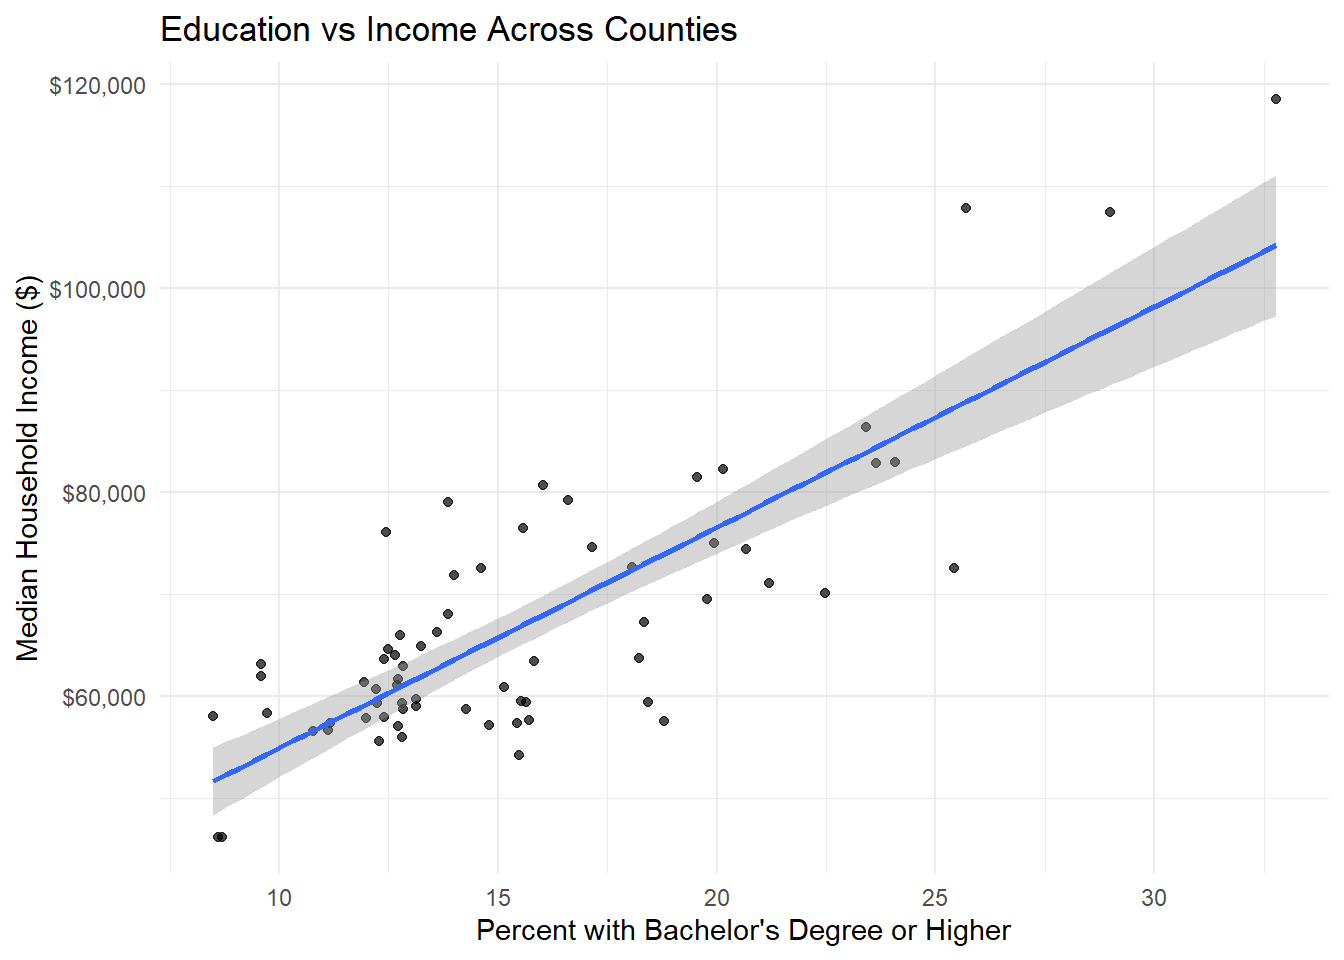 Education vs Income Across Counties
$120,000
$100,000
$80,000
$60,000
Median Household Income ($)
10 15 20 25 30
Percent with Bachelor's Degree or Higher